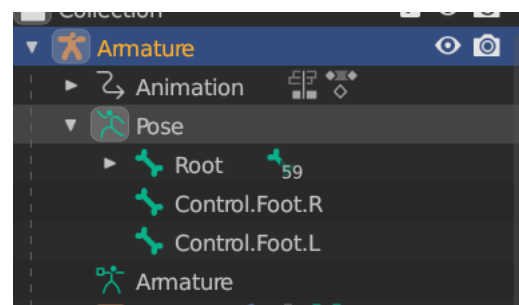 Collection
Armature
Animation
Pose
Root 59
Control.Foot.R
Control.Foot.L
Armature